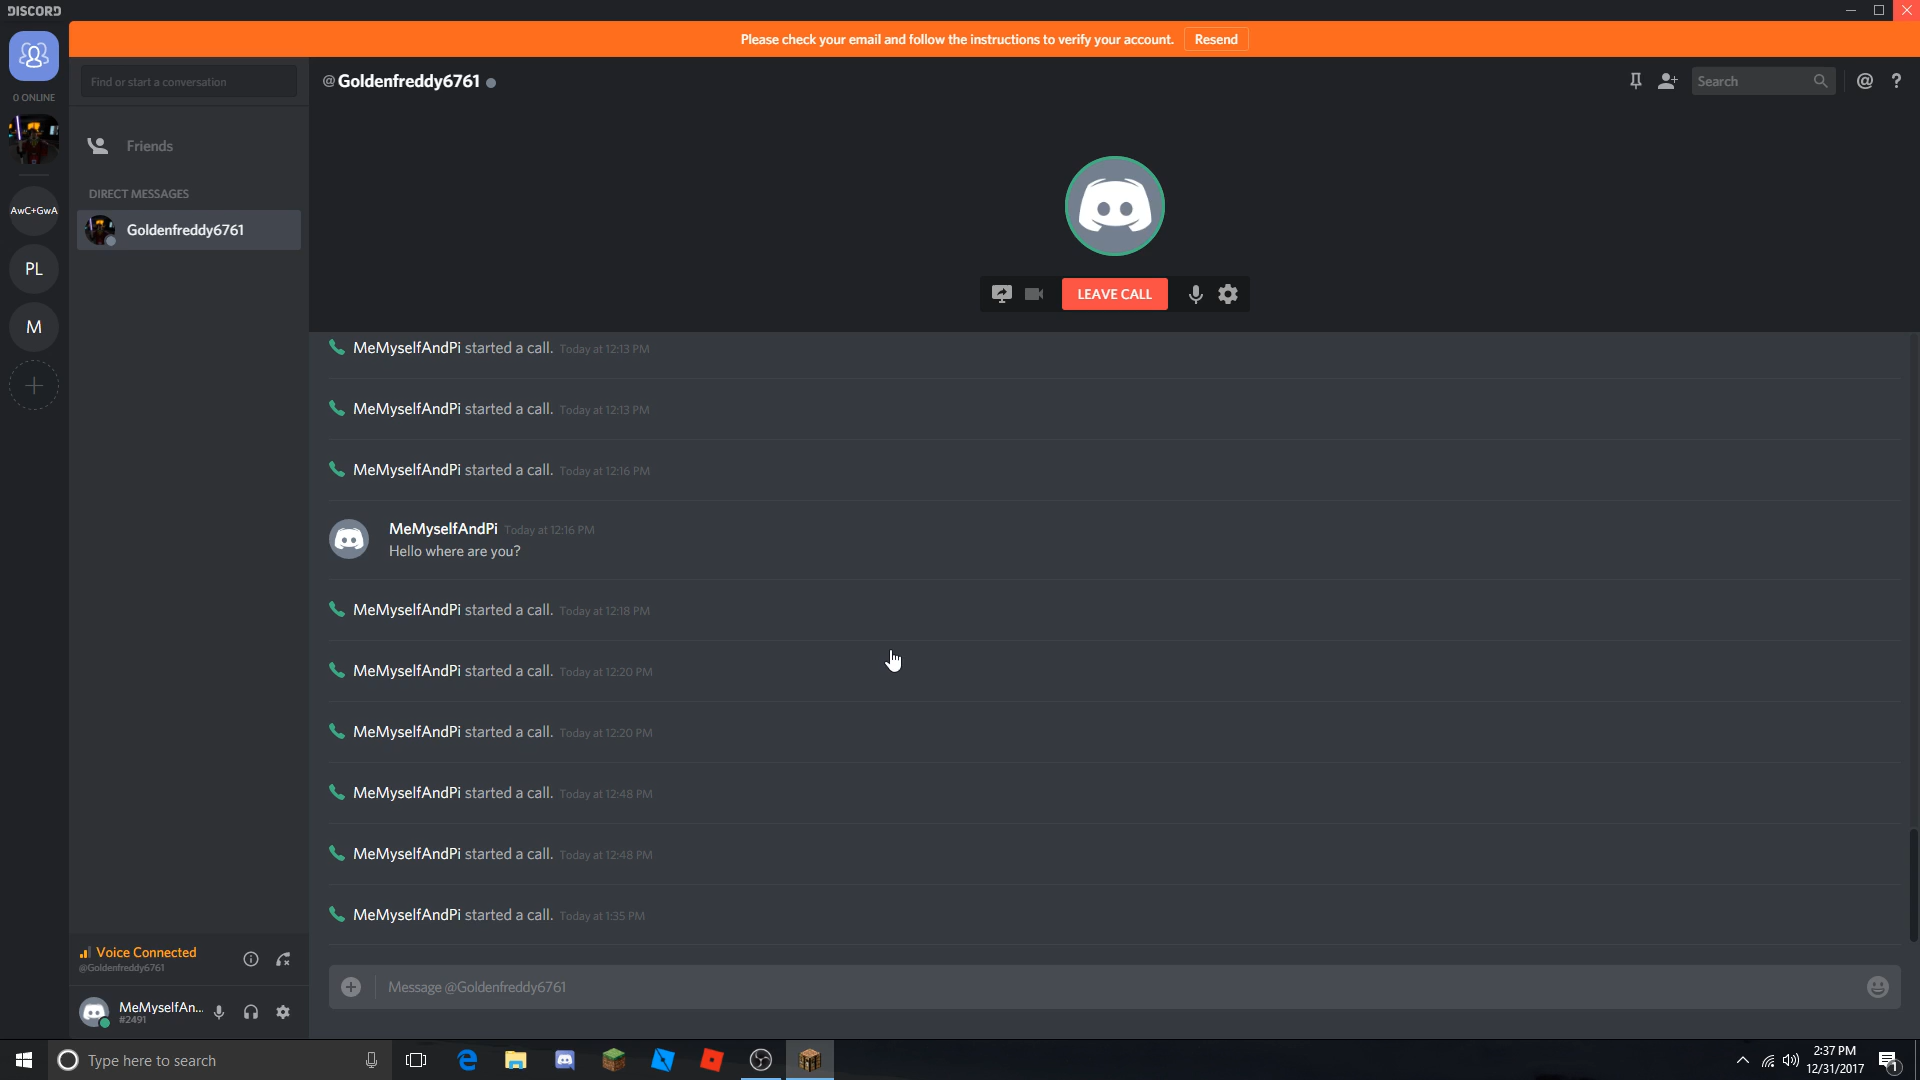 DISCORD
Please check your email and follow the instructions to verify your account.
Resend
Find or start a conversation
@Goldenfreddy6761
Search
0 ONLINE
Friends
DIRECT MESSAGES
AwC+GwA
Goldenfreddy6761
PL
M
LEAVE CALL
MeMyselfAndPi started a call. Today at 12:13 PM
MeMyselfAndPi started a call. Today at 12:13 PM
MeMyselfAndPi started a call. Today at 12:16 PM
MeMyselfAndPi Today at 12:16 PM
Hello where are you?
MeMyselfAndPi started a call. Today at 12:18 PM
MeMyselfAndPi started a call. Today at 12:20 PM
MeMyselfAndPi started a call. Today at 12:20 PM
MeMyselfAndPi started a call. Today at 12:48 PM
MeMyselfAndPi started a call. Today at 12:48 PM
MeMyselfAndPi started a call. Today at 1:35 PM
Voice Connected
@Goldenfreddy6761
Message @Goldenfreddy6761
MeMyselfAn...
#2491
Type here to search
2:37 PM
12/31/2017
1